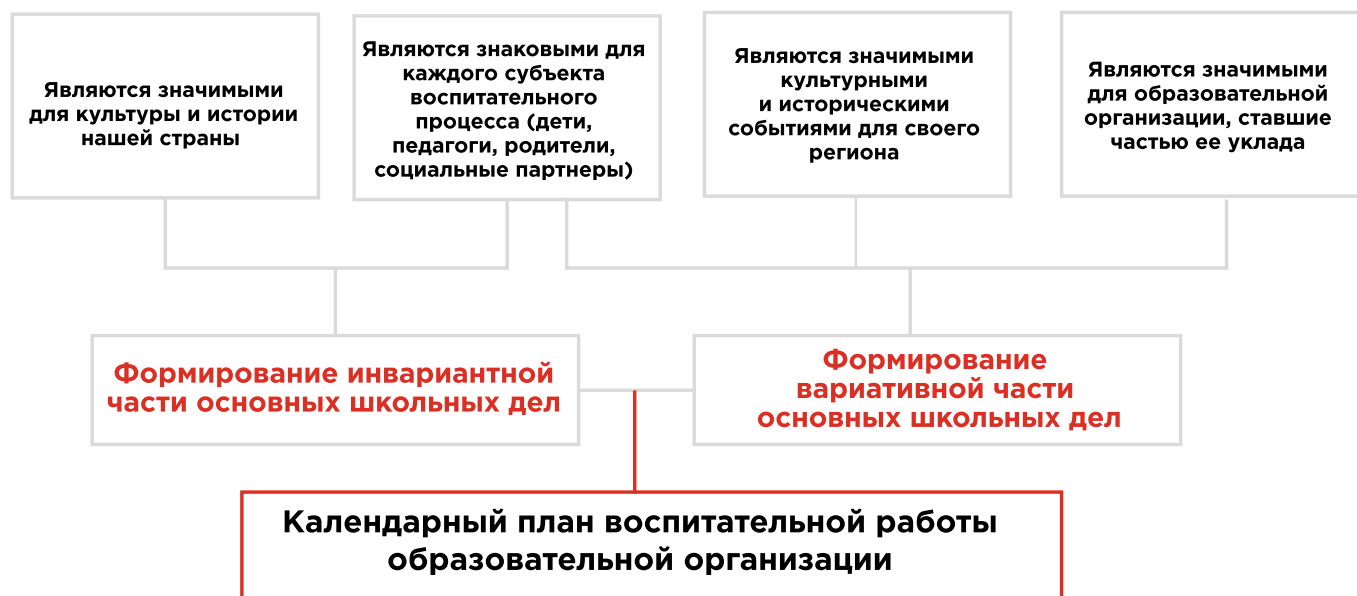 Являются значимыми
для культуры и истории
нашей страны
Являются знаковыми для
каждого субъекта
воспитательного
процесса (дети,
педагоги, родители,
социальные партнеры)
Являются значимыми
культурными
и историческими
событиями для своего
региона
Являются значимыми
для образовательной
организации, ставшие
частью ее уклада
Формирование инвариантной
части основных школьных дел
Формирование
вариативной части
основных школьных дел
Календарный план воспитательной работы
образовательной организации